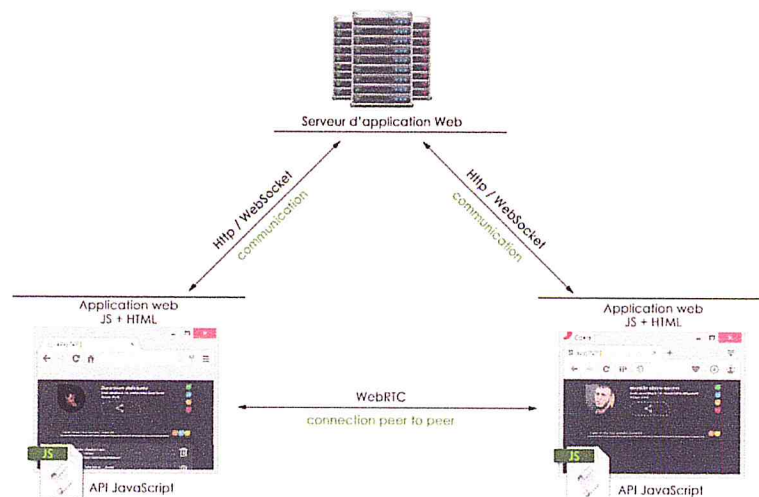 Serveur d'application Web
Http / WebSocket
communication
Http / WebSocket
communication
Application web
JS + HTML
Application web
JS + HTML
WebRTC
connection peer to peer
JS
API JavaScript
JS
API JavaScript